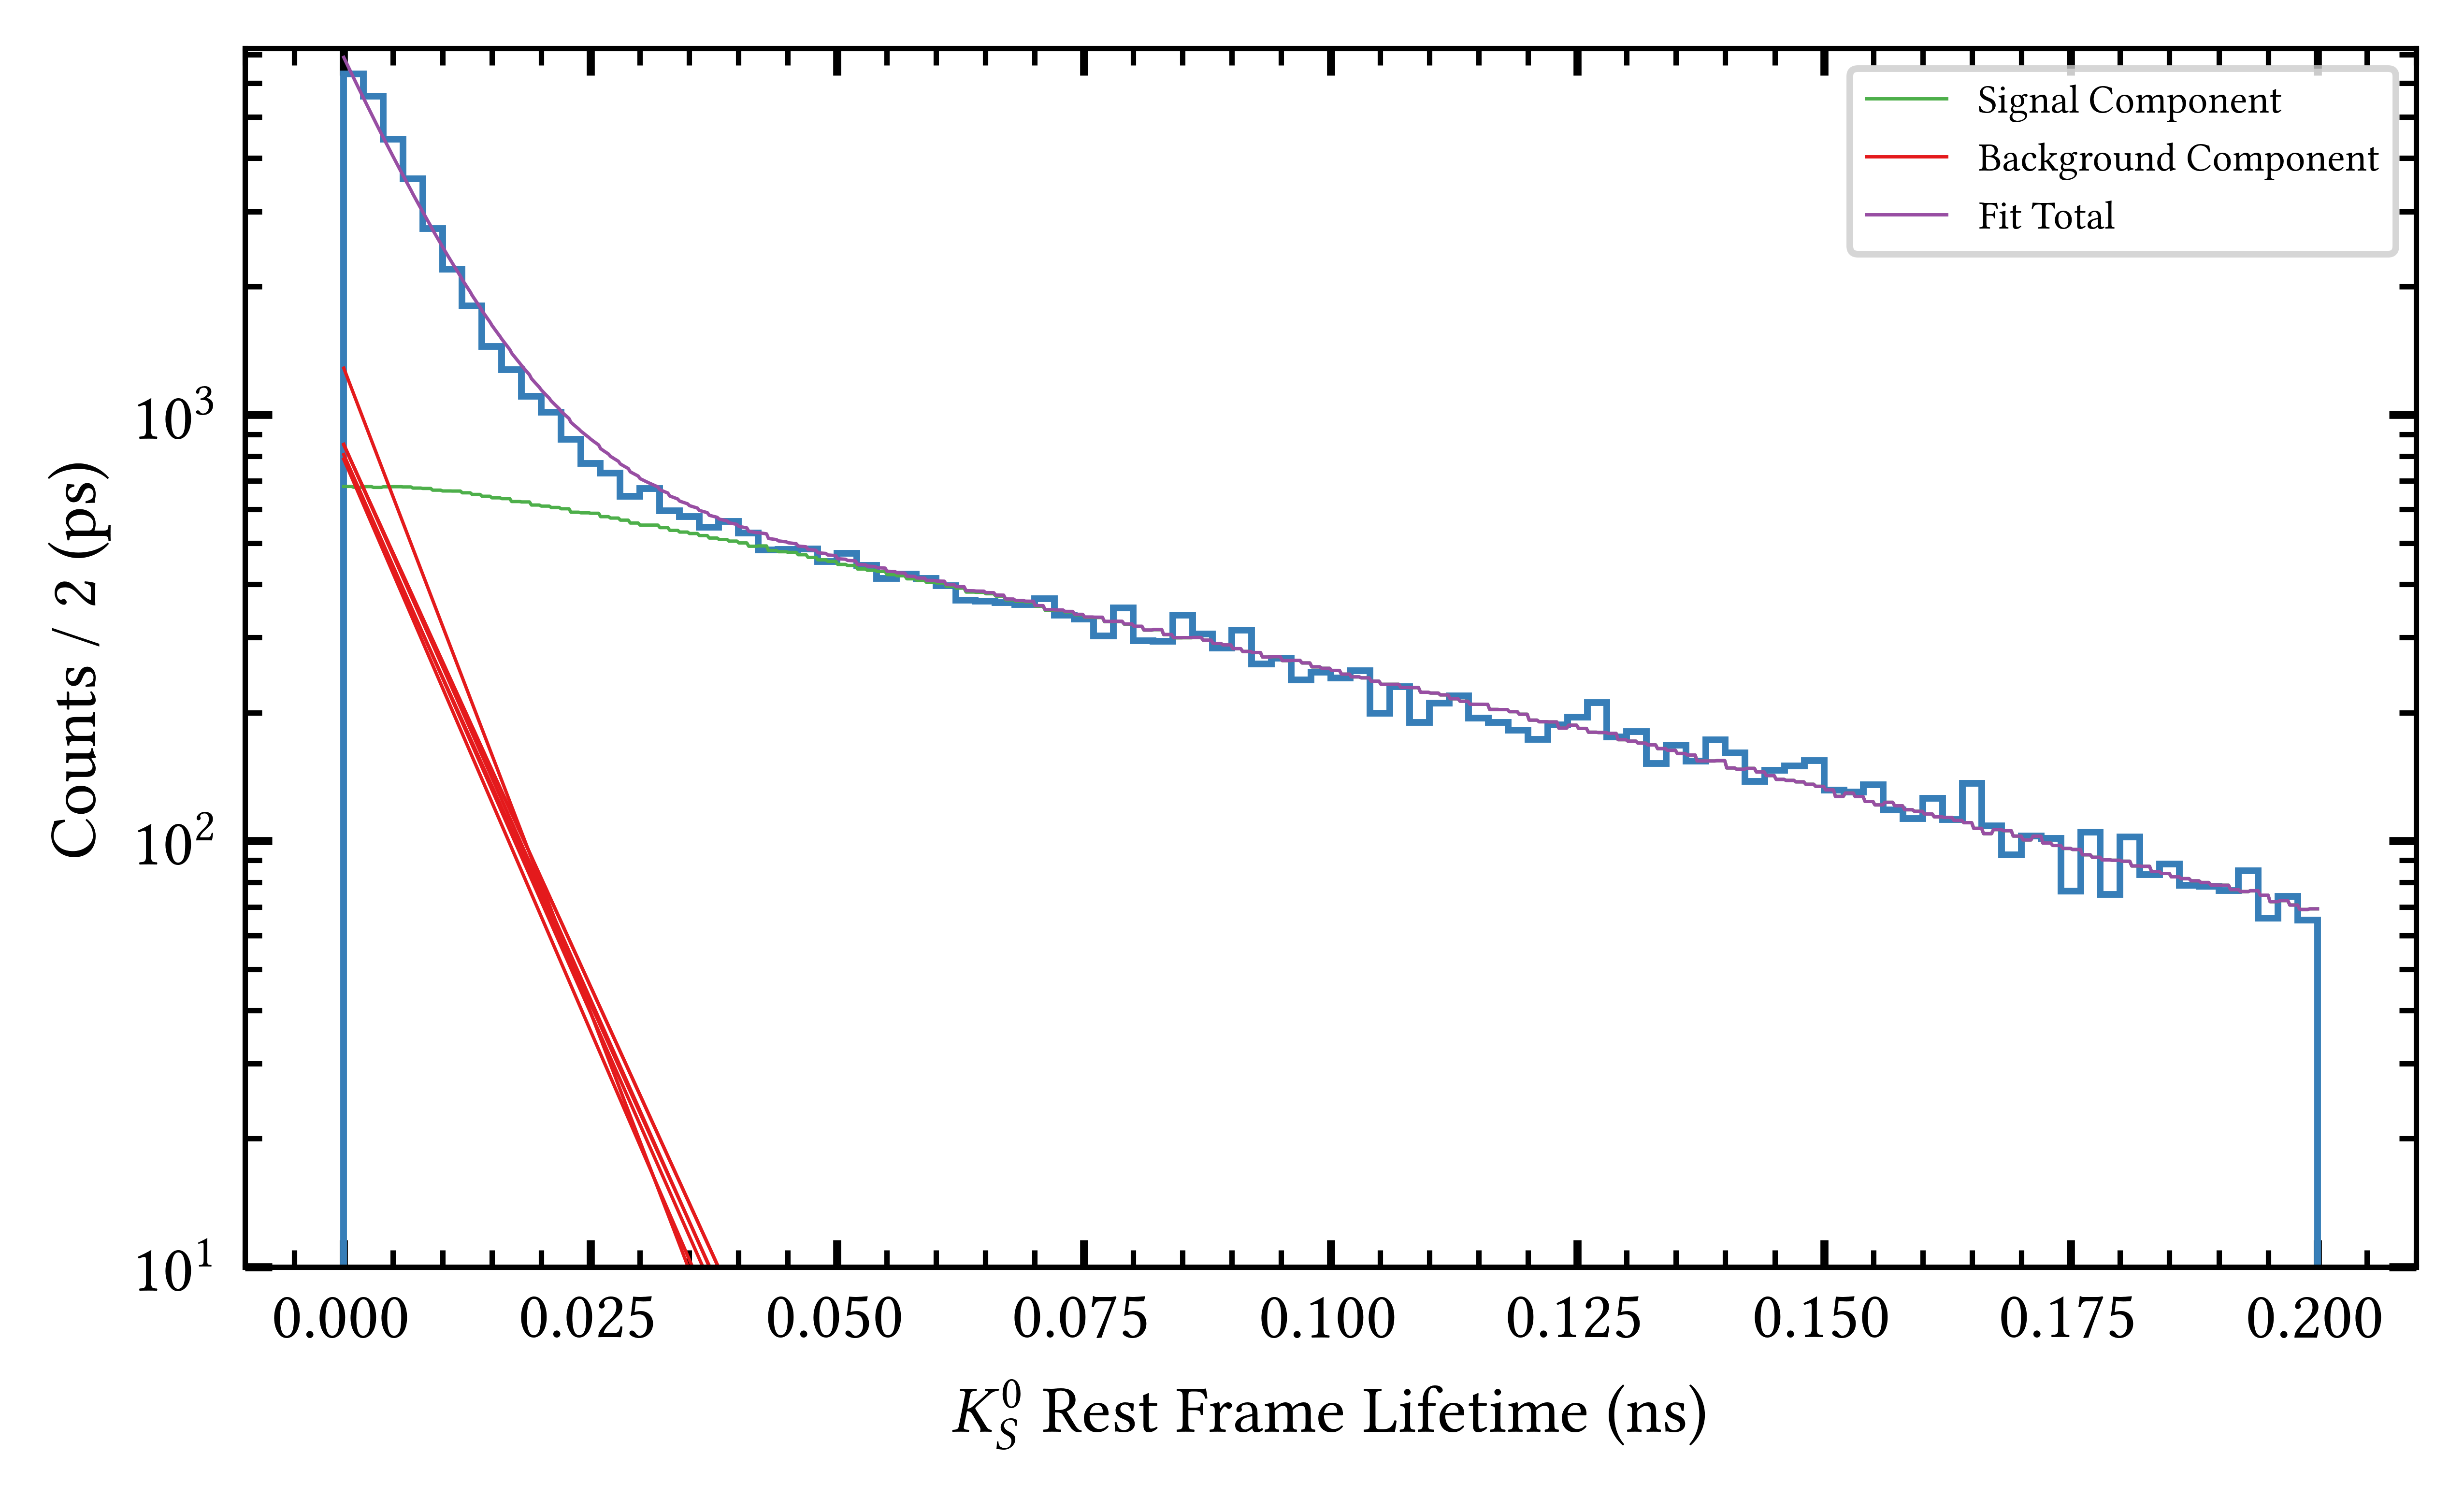 Signal Component
Background Component
Fit Total
Counts / 2 (ps)
10³
10²
10¹
0.000 0.025 0.050 0.075 0.100 0.125 0.150 0.175 0.200
K⁰_S Rest Frame Lifetime (ns)